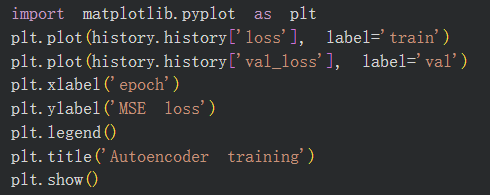 import matplotlib.pyplot as plt
plt.plot(history.history['loss'], label='train')
plt.plot(history.history['val_loss'], label='val')
plt.xlabel('epoch')
plt.ylabel('MSE loss')
plt.legend()
plt.title('Autoencoder training')
plt.show()